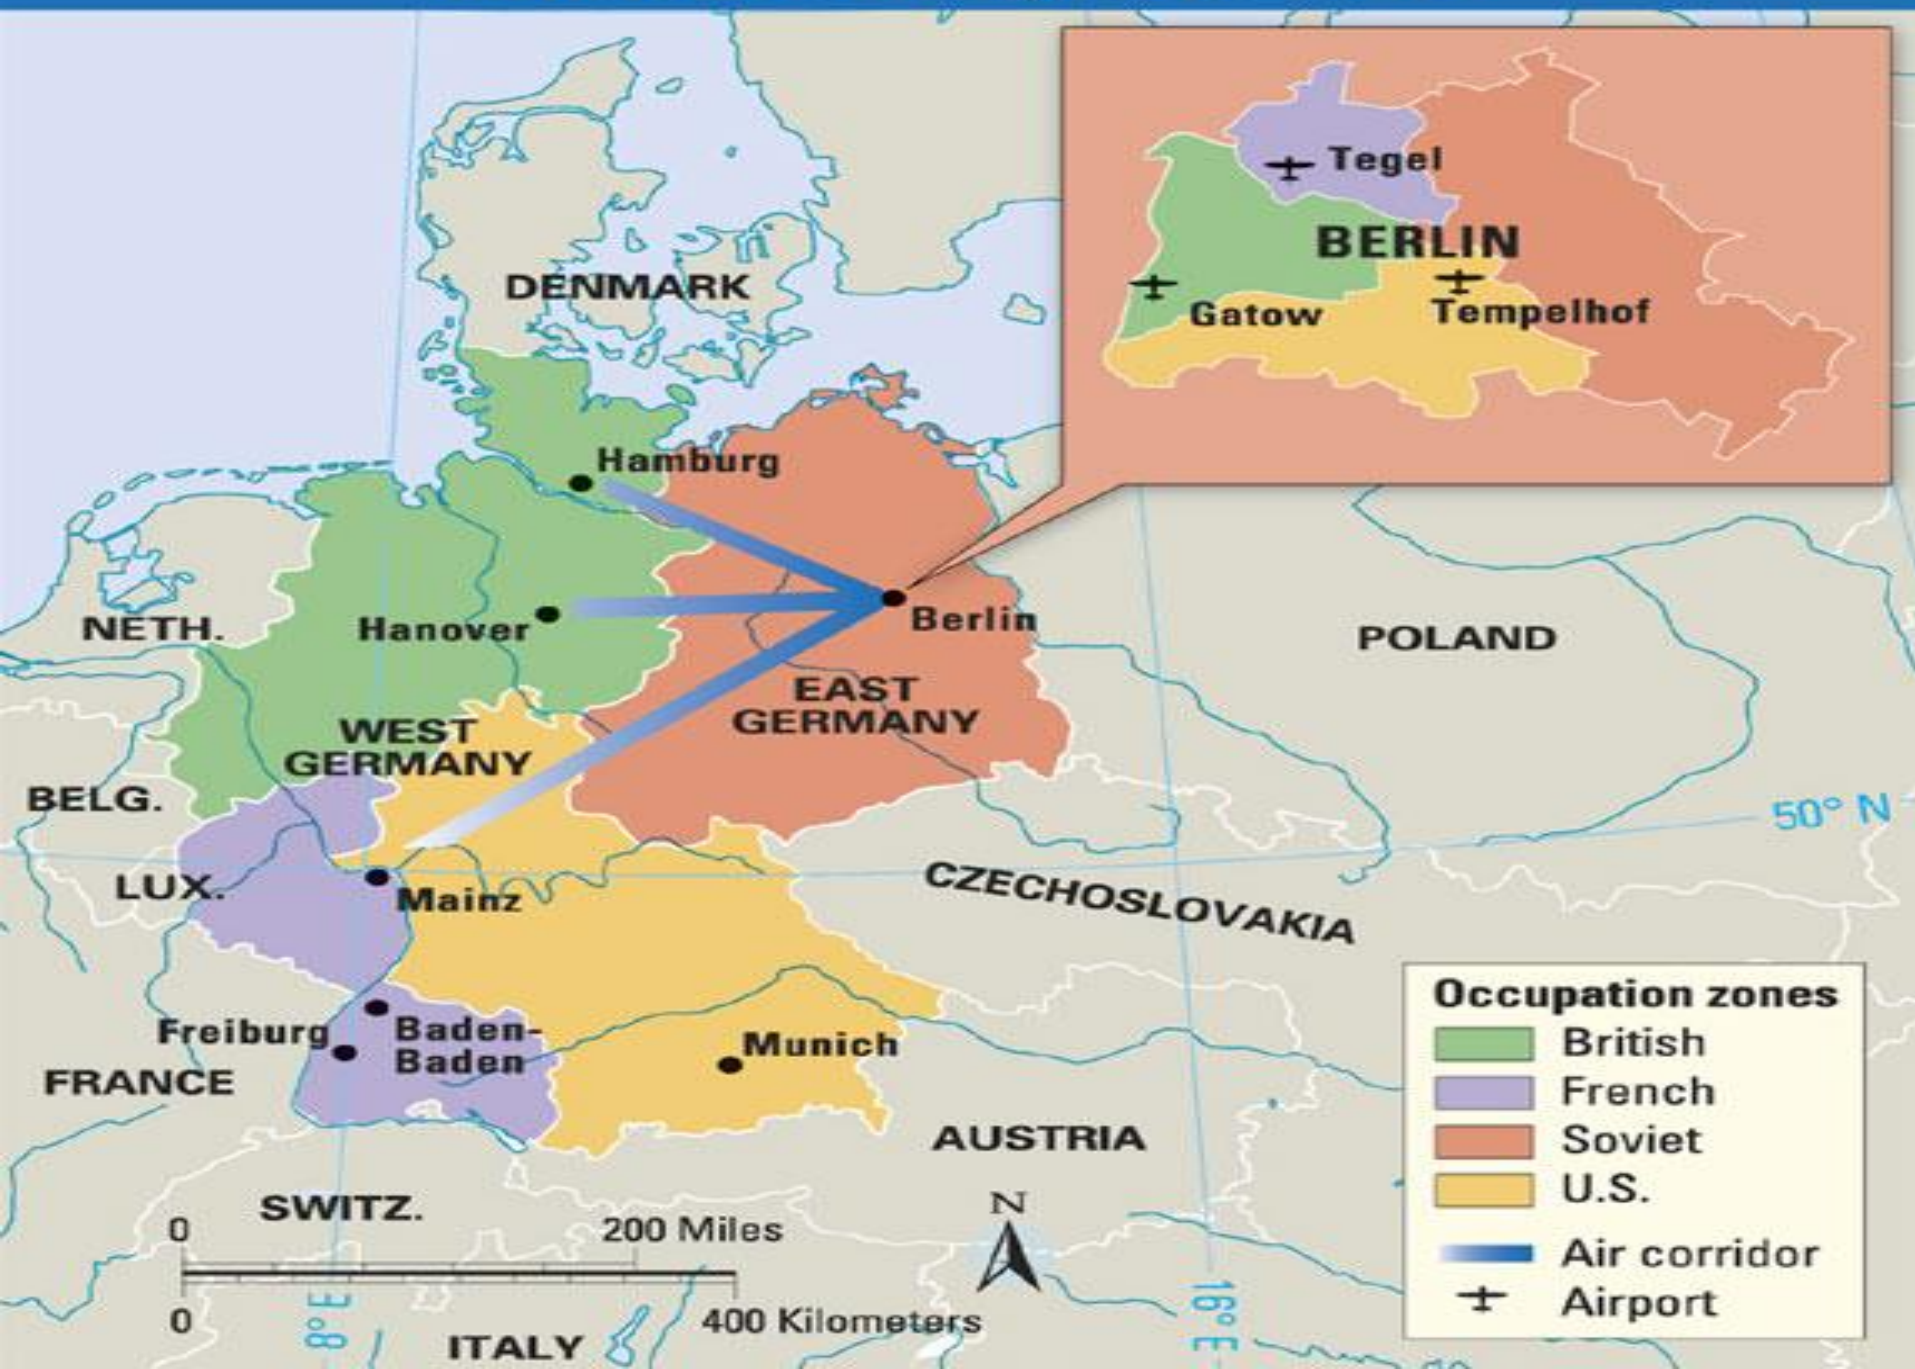 Tegel
BERLIN
Gatow
Tempelhof
DENMARK
Hamburg
NETH.
Hanover
Berlin
POLAND
EAST
GERMANY
WEST
GERMANY
BELG.
50° N
LUX.
Mainz
CZECHOSLOVAKIA
Freiburg
Baden-
Baden
Munich
FRANCE
AUSTRIA
SWITZ.
N
0
200 Miles
0
400 Kilometers
8° E
16° E
ITALY
Occupation zones
British
French
Soviet
U.S.
Air corridor
Airport